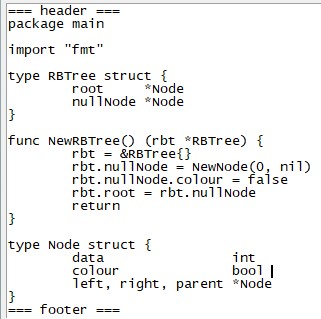 === header ===
package main

import "fmt"

type RBTree struct {
        root     *Node
        nullNode *Node
}

func NewRBTree() (rbt *RBTree) {
        rbt = &RBTree{}
        rbt.nullNode = NewNode(0, nil)
        rbt.nullNode.colour = false
        rbt.root = rbt.nullNode
        return
}

type Node struct {
        data                int
        colour              bool
        left, right, parent *Node
}
=== footer ===